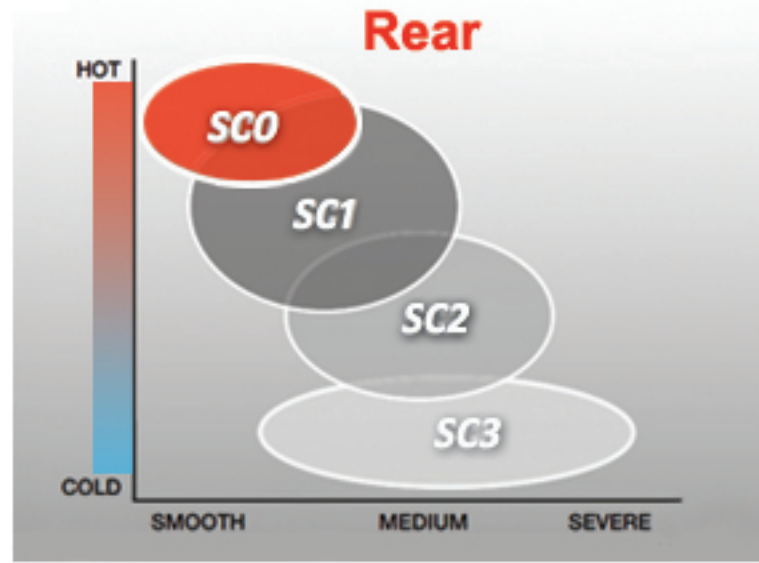 Rear
HOT
SC0
SC1
SC2
SC3
COLD
SMOOTH MEDIUM SEVERE